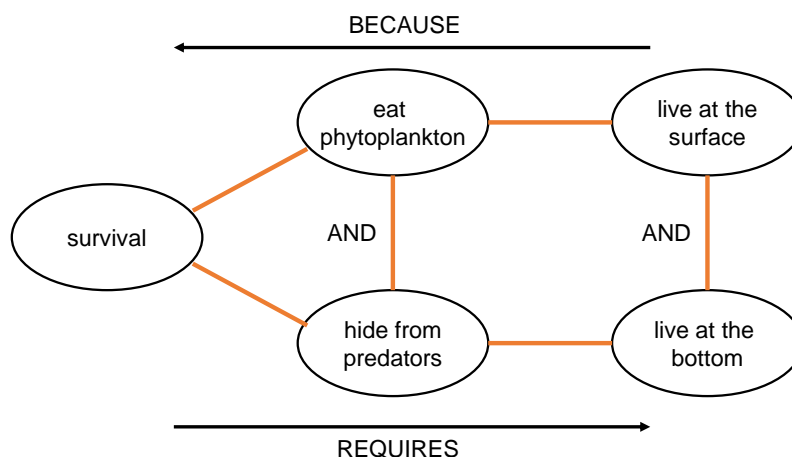 BECAUSE
eat
phytoplankton
live at the
surface
survival
AND
AND
hide from
predators
live at the
bottom
REQUIRES